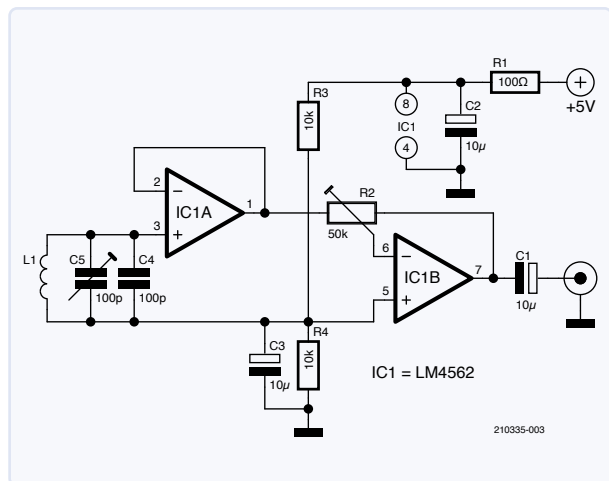 R1
100Ω
+5V
R3
10k
8
IC1
4
C2
10µ
2
1
IC1A
3
R2
50k
L1
C5
100p
C4
100p
6
IC1B
7
5
C1
10µ
C3
10µ
R4
10k
IC1 = LM4562
210335-003